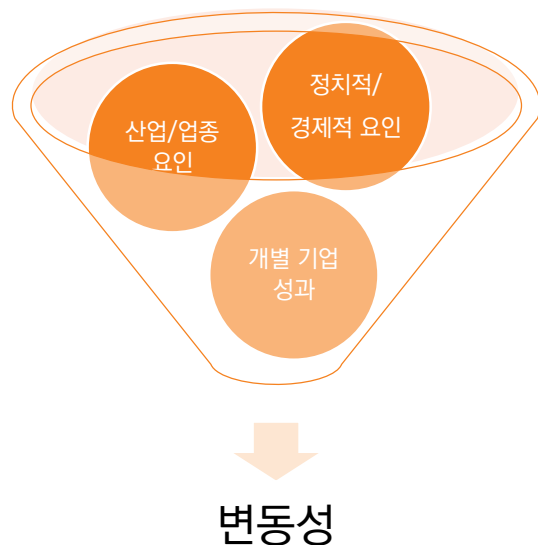 정치적/
경제적 요인
산업/업종
요인
개별 기업
성과
변동성